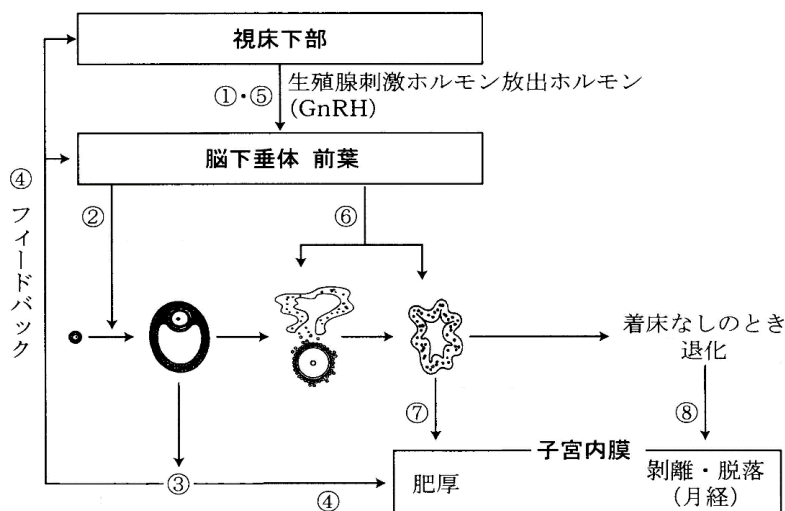 視床下部
①・⑤
生殖腺刺激ホルモン放出ホルモン
(GnRH)
脳下垂体 前葉
④ フィードバック
②
⑥
着床なしのとき
退化
⑦
⑧
子宮内膜
肥厚
剝離・脱落
(月経)
③
④